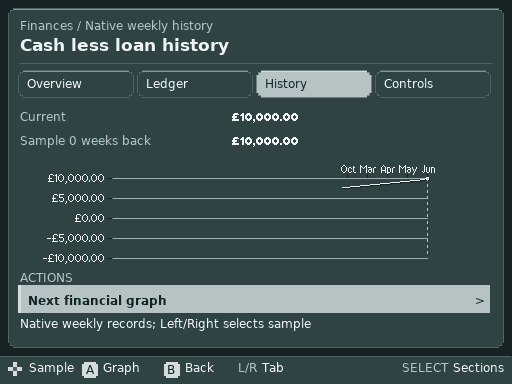 Finances / Native weekly history
Cash less loan history
Overview
Ledger
History
Controls
Current £10,000.00
Sample 0 weeks back £10,000.00
Oct Mar Apr May Jun
£10,000.00
£5,000.00
£0.00
-£5,000.00
-£10,000.00
ACTIONS
Next financial graph >
Native weekly records; Left/Right selects sample
Sample A Graph B Back L/R Tab SELECT Sections